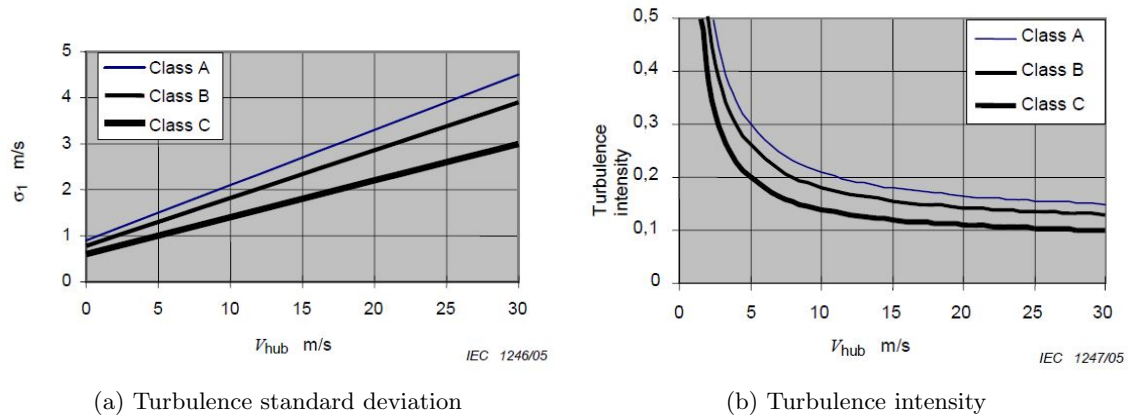 5
4
3
2
1
0
σ1 m/s
Class A
Class B
Class C
0 5 10 15 20 25 30
Vhub m/s
IEC 1246/05
(a) Turbulence standard deviation
0,5
0,4
0,3
0,2
0,1
0
Turbulence
intensity
Class A
Class B
Class C
0 5 10 15 20 25 30
Vhub m/s
IEC 1247/05
(b) Turbulence intensity